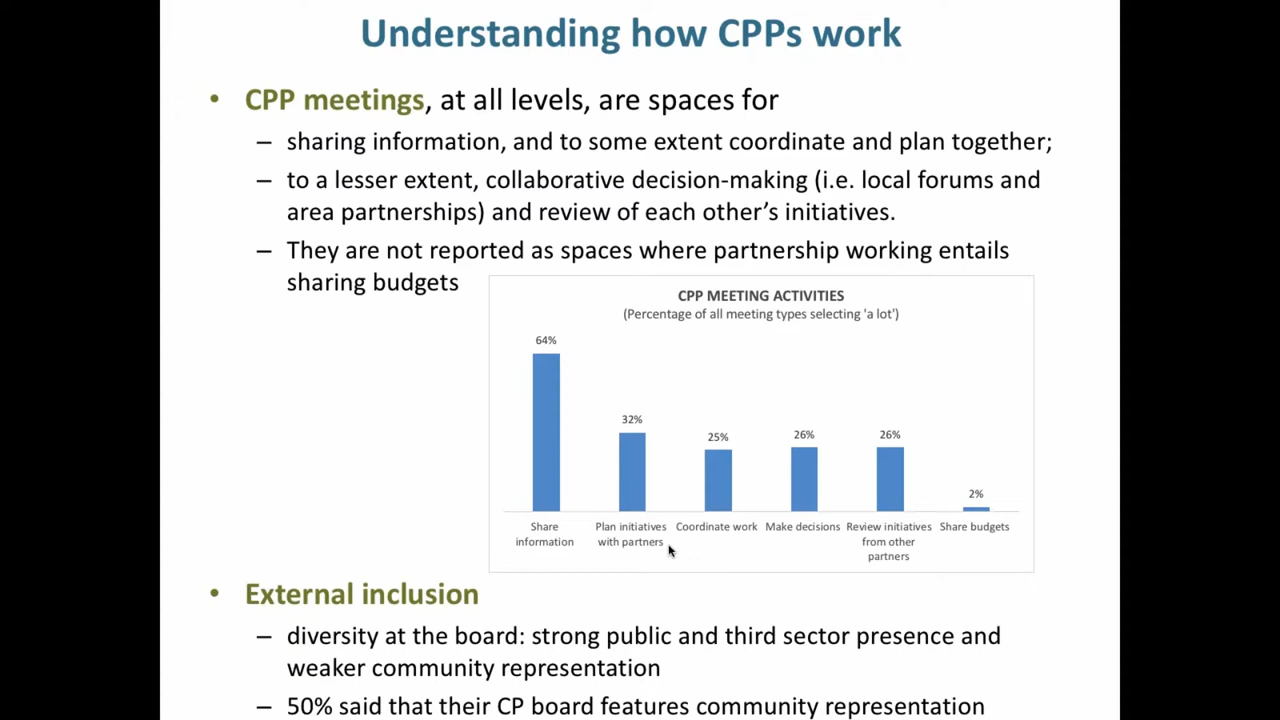 Understanding how CPPs work
• CPP meetings, at all levels, are spaces for
– sharing information, and to some extent coordinate and plan together;
– to a lesser extent, collaborative decision-making (i.e. local forums and
area partnerships) and review of each other’s initiatives.
– They are not reported as spaces where partnership working entails
sharing budgets
CPP MEETING ACTIVITIES
(Percentage of all meeting types selecting 'a lot')
64%
32%
25%
26%
26%
2%
Share
information
Plan initiatives
with partners
Coordinate work
Make decisions
Review initiatives
from other
partners
Share budgets
• External inclusion
– diversity at the board: strong public and third sector presence and
weaker community representation
– 50% said that their CP board features community representation